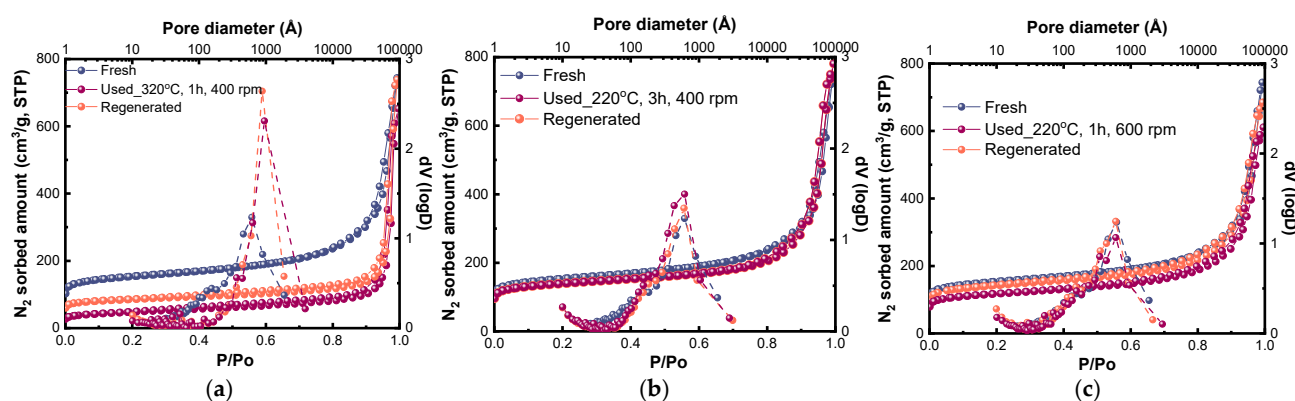 Pore diameter (Å)
1 10 100 1000 10000 100000
800
600
400
200
0
N₂ sorbed amount (cm³/g, STP)
Fresh
Used_320ºC, 1h, 400 rpm
Regenerated
3
2
1
0
dV (logD)
0.0 0.2 0.4 0.6 0.8 1.0
P/Po
(a)
Pore diameter (Å)
1 10 100 1000 10000 100000
800
600
400
200
0
N₂ sorbed amount (cm³/g, STP)
Fresh
Used_220ºC, 3h, 400 rpm
Regenerated
3
2
1
0
dV (logD)
0.0 0.2 0.4 0.6 0.8 1.0
P/Po
(b)
Pore diameter (Å)
1 10 100 1000 10000 100000
800
600
400
200
0
N₂ sorbed amount (cm³/g, STP)
Fresh
Used_220ºC, 1h, 600 rpm
Regenerated
3
2
1
0
dV (logD)
0.0 0.2 0.4 0.6 0.8 1.0
P/Po
(c)